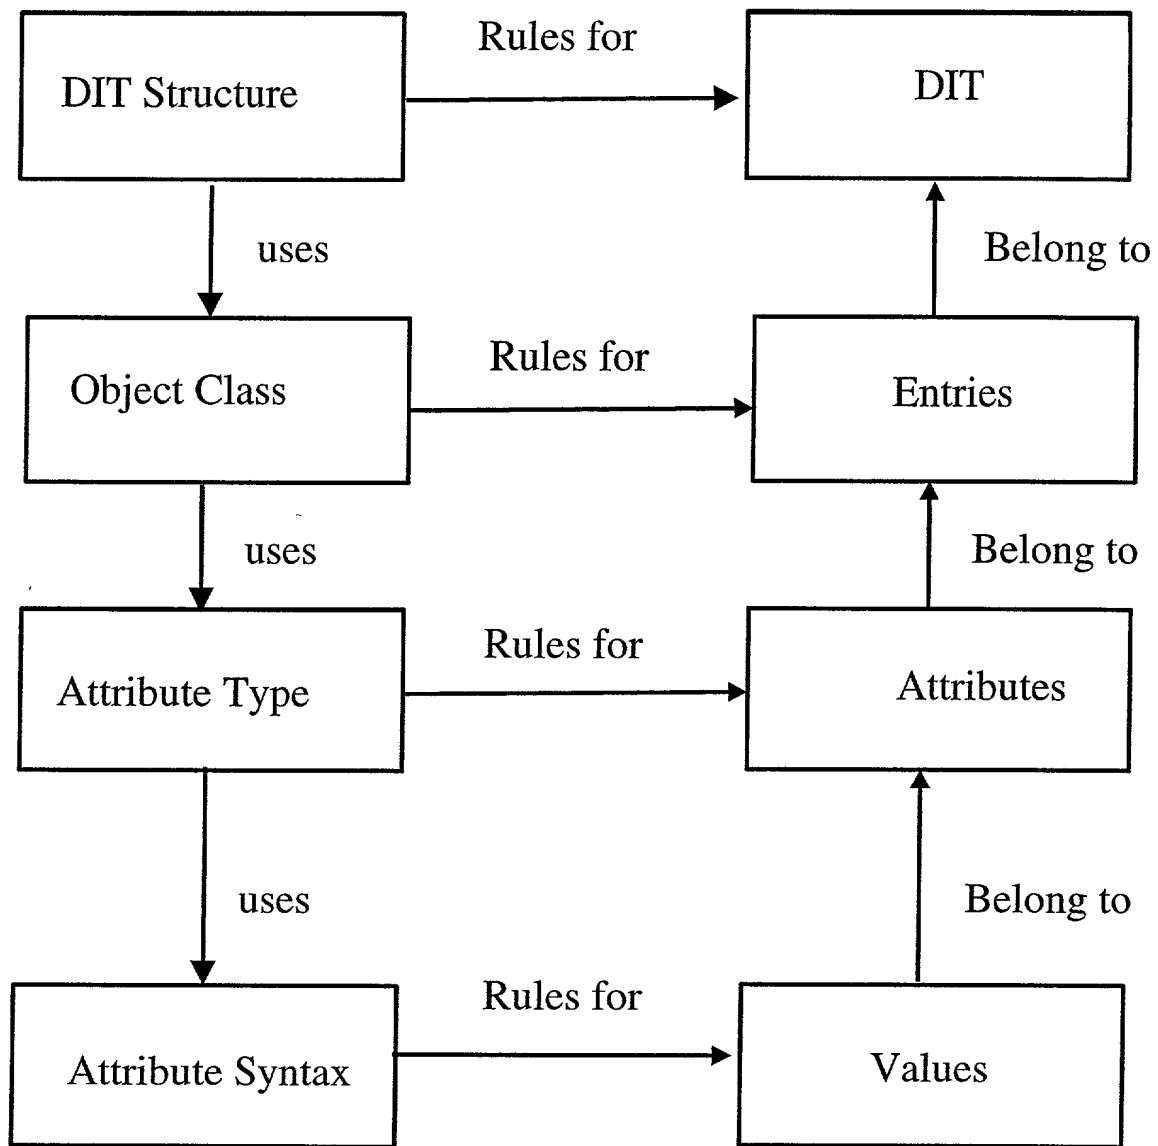 Rules for
DIT Structure
DIT
uses
Belong to
Rules for
Object Class
Entries
uses
Belong to
Rules for
Attribute Type
Attributes
uses
Belong to
Rules for
Attribute Syntax
Values